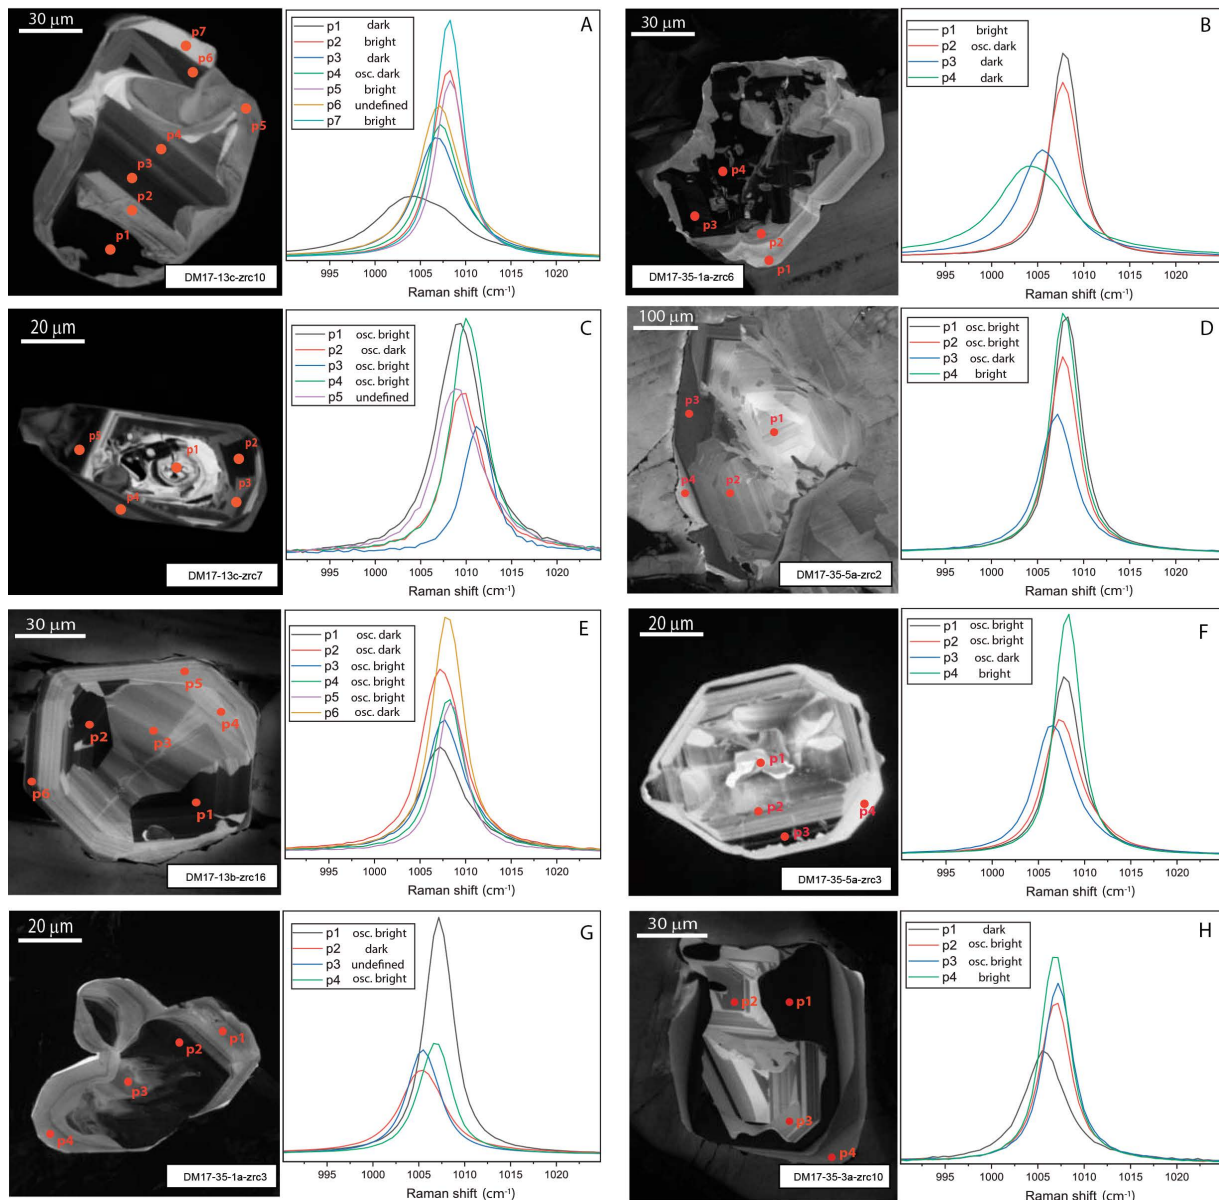 30 μm
p7
p6
p5
p4
p3
p2
p1
DM17-13c-zrc10
A
p1 dark
p2 bright
p3 dark
p4 osc. dark
p5 bright
p6 undefined
p7 bright
995 1000 1005 1010 1015 1020
Raman shift (cm⁻¹)
30 μm
p4
p3
p2
p1
DM17-35-1a-zrc6
B
p1 bright
p2 osc. dark
p3 dark
p4 dark
995 1000 1005 1010 1015 1020
Raman shift (cm⁻¹)
20 μm
p5
p1
p2
p3
p4
DM17-13c-zrc7
C
p1 osc. bright
p2 osc. dark
p3 osc. bright
p4 osc. bright
p5 undefined
995 1000 1005 1010 1015 1020
Raman shift (cm⁻¹)
100 μm
p3
p1
p4
p2
DM17-35-5a-zrc2
D
p1 osc. bright
p2 osc. bright
p3 osc. dark
p4 bright
995 1000 1005 1010 1015 1020
Raman shift (cm⁻¹)
30 μm
p5
p4
p2
p3
p6
p1
DM17-13b-zrc16
E
p1 osc. dark
p2 osc. dark
p3 osc. bright
p4 osc. bright
p5 osc. bright
p6 osc. dark
995 1000 1005 1010 1015 1020
Raman shift (cm⁻¹)
20 μm
p1
p2
p4
p3
DM17-35-5a-zrc3
F
p1 osc. bright
p2 osc. bright
p3 osc. dark
p4 bright
995 1000 1005 1010 1015 1020
Raman shift (cm⁻¹)
20 μm
p1
p2
p3
p4
DM17-35-1a-zrc3
G
p1 osc. bright
p2 dark
p3 undefined
p4 osc. bright
995 1000 1005 1010 1015 1020
Raman shift (cm⁻¹)
30 μm
p2
p1
p3
p4
DM17-35-3a-zrc10
H
p1 dark
p2 osc. bright
p3 osc. bright
p4 bright
995 1000 1005 1010 1015 1020
Raman shift (cm⁻¹)